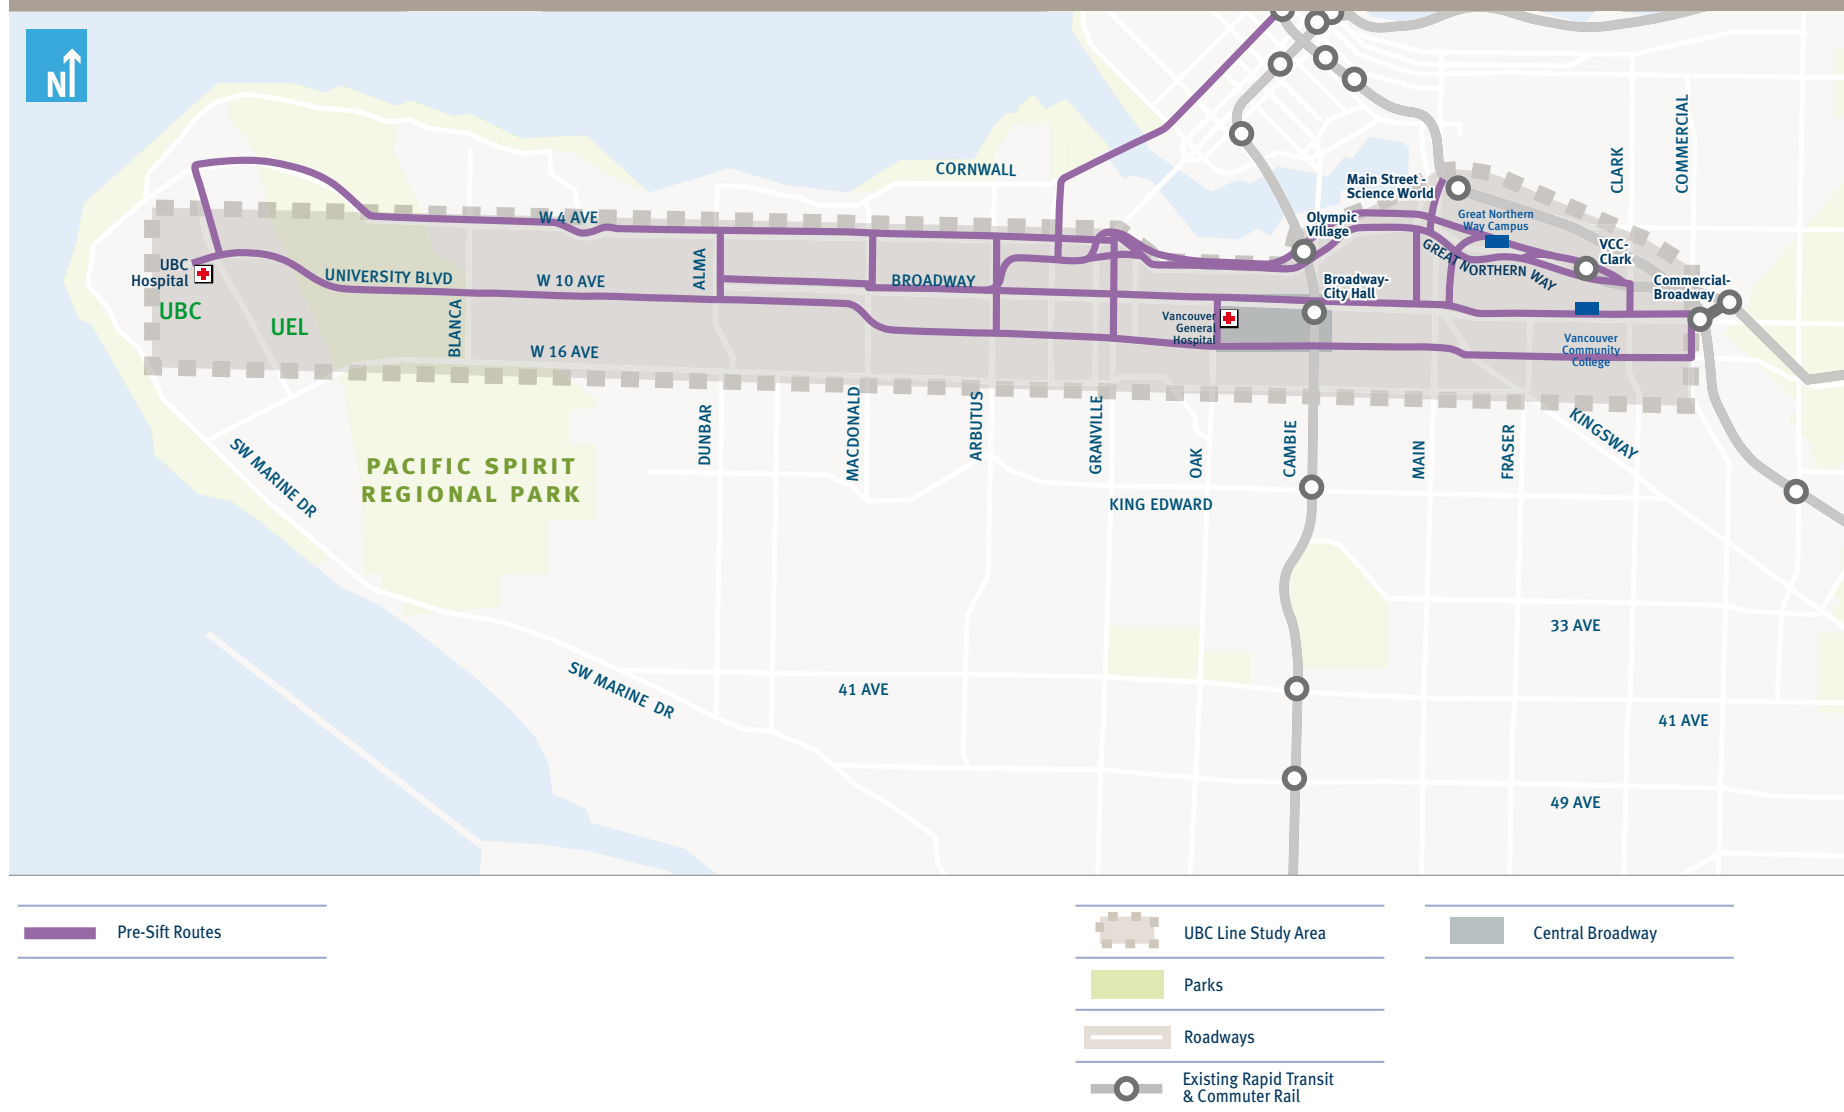 N
CORNWALL
CLARK
COMMERCIAL
Main Street -
Science World
Great Northern
Way Campus
Olympic
Village
W 4 AVE
VCC-
Clark
GREAT NORTHERN WAY
UBC
Hospital
UNIVERSITY BLVD
W 10 AVE
ALMA
BROADWAY
Broadway-
City Hall
Commercial-
Broadway
UBC
UEL
BLANCA
W 16 AVE
Vancouver
General
Hospital
Vancouver
Community
College
DUNBAR
MACDONALD
ARBUTUS
GRANVILLE
OAK
CAMBIE
MAIN
FRASER
KINGSWAY
SW MARINE DR
PACIFIC SPIRIT
REGIONAL PARK
KING EDWARD
33 AVE
SW MARINE DR
41 AVE
41 AVE
49 AVE
Pre-Sift Routes
UBC Line Study Area
Central Broadway
Parks
Roadways
Existing Rapid Transit
& Commuter Rail